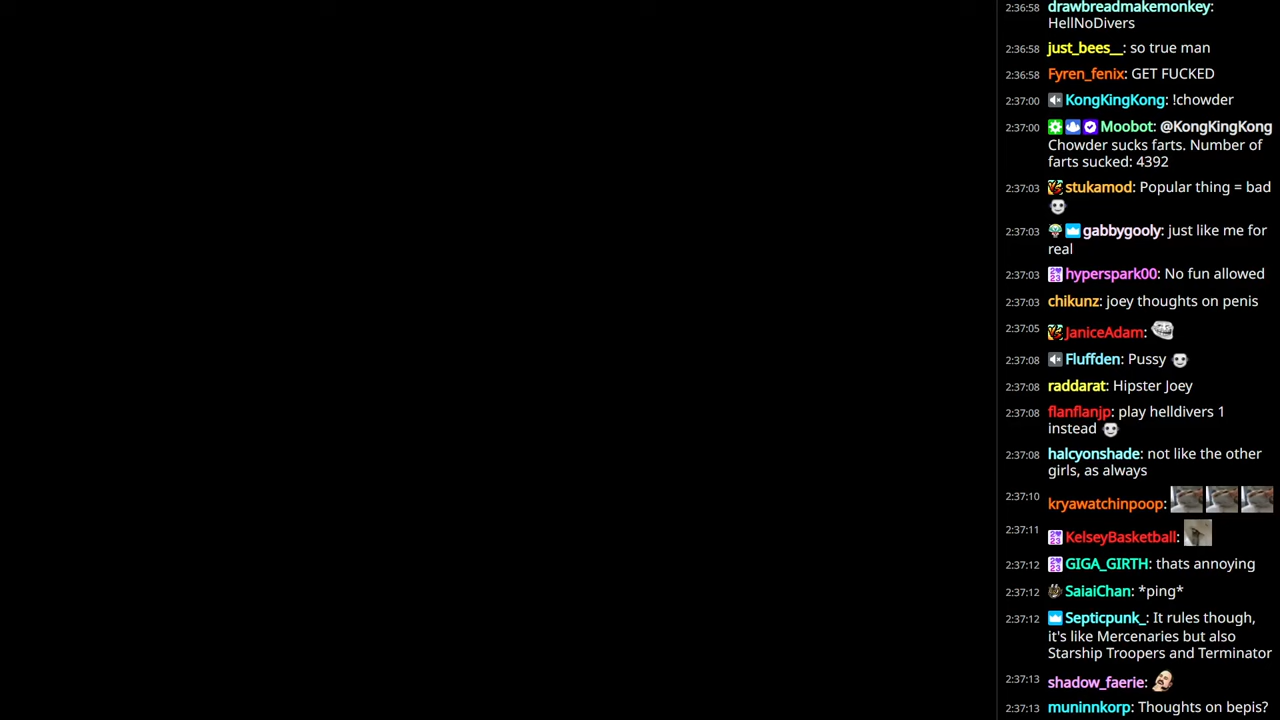 2:36:58 drawbreadmakemonkey:
HellNoDivers
2:36:58 just_bees__: so true man
2:36:58 Fyren_fenix: GET FUCKED
2:37:00 KongKingKong: !chowder
2:37:00 Moobot: @KongKingKong
Chowder sucks farts. Number of
farts sucked: 4392
2:37:03 stukamod: Popular thing = bad
2:37:03 gabbygooly: just like me for
real
2:37:03 hyperspark00: No fun allowed
2:37:03 chikunz: joey thoughts on penis
2:37:05 JaniceAdam:
2:37:08 Fluffden: Pussy
2:37:08 raddarat: Hipster Joey
2:37:08 flanflanjp: play helldivers 1
instead
2:37:08 halcyonshade: not like the other
girls, as always
2:37:10 kryawatchinpoop:
2:37:11 KelseyBasketball:
2:37:12 GIGA_GIRTH: thats annoying
2:37:12 SaiaiChan: *ping*
2:37:12 Septicpunk_: It rules though,
it's like Mercenaries but also
Starship Troopers and Terminator
2:37:13 shadow_faerie:
2:37:13 muninnkorp: Thoughts on bepis?